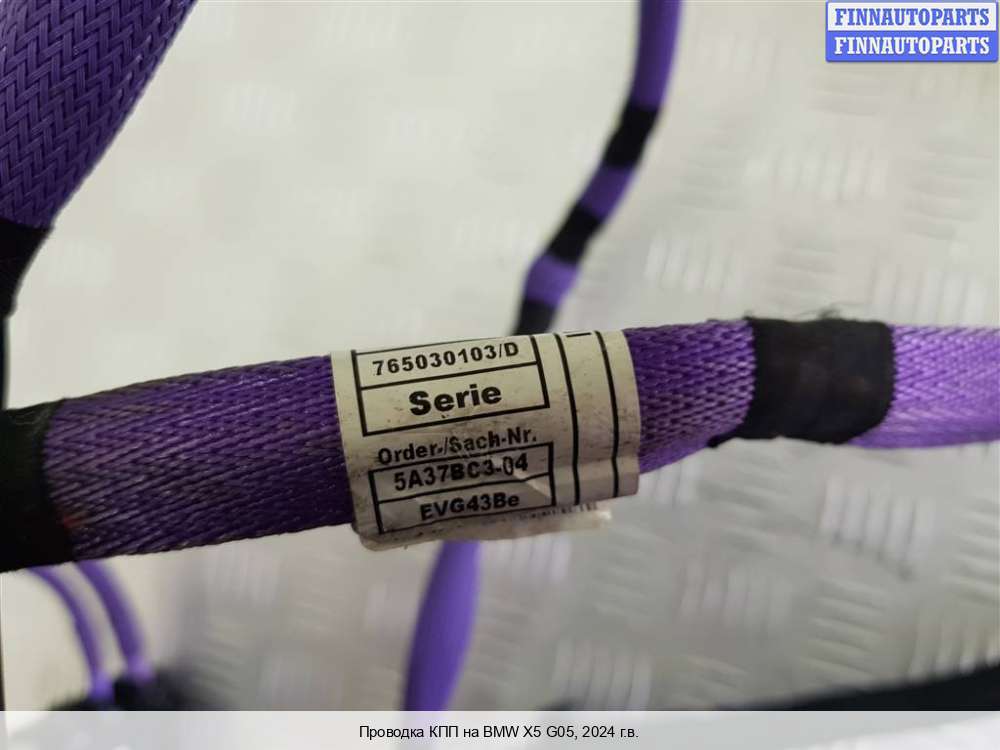 FINNAUTOPARTS
FINNAUTOPARTS
765030103/D
Serie
Order-/Sach-Nr.
5A37BC3-04
EVG43Be
Проводка КПП на BMW X5 G05, 2024 г.в.